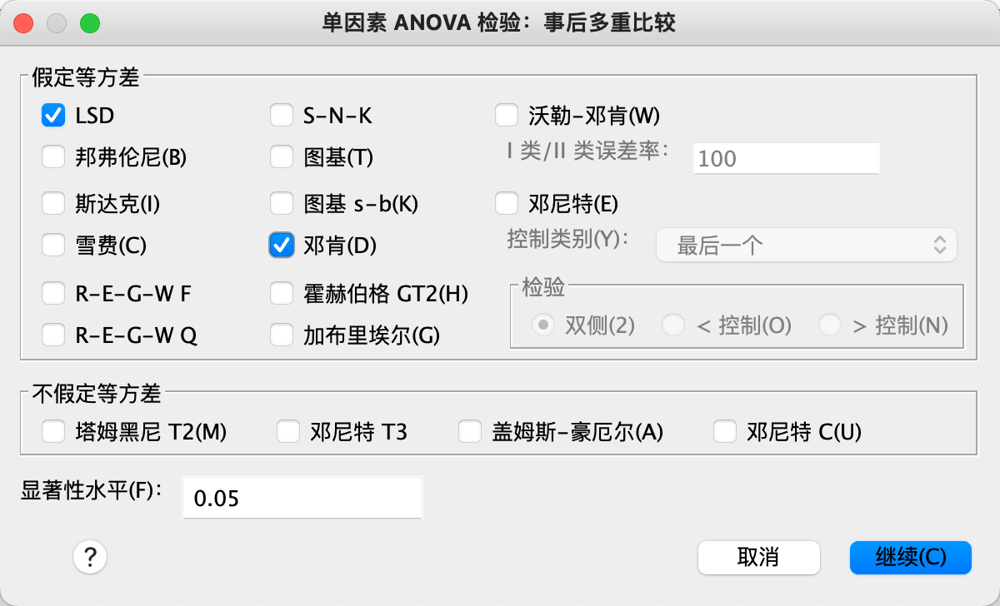 单因素 ANOVA 检验：事后多重比较
假定等方差
LSD S-N-K 沃勒-邓肯(W)
邦弗伦尼(B) 图基(T) I 类/II 类误差率： 100
斯达克(I) 图基 s-b(K) 邓尼特(E)
雪费(C) 邓肯(D) 控制类别(Y)： 最后一个
检验
R-E-G-W F 霍赫伯格 GT2(H)
R-E-G-W Q 加布里埃尔(G) 双侧(2) < 控制(O) > 控制(N)
不假定等方差
塔姆黑尼 T2(M) 邓尼特 T3 盖姆斯-豪厄尔(A) 邓尼特 C(U)
显著性水平(F)： 0.05
? 取消 继续(C)